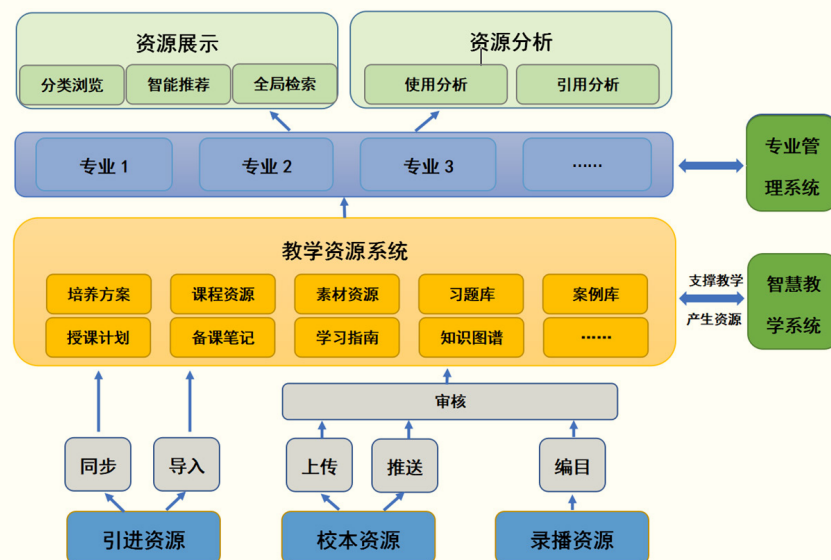 资源展示
分类浏览
智能推荐
全局检索
资源分析
使用分析
引用分析
专业 1
专业 2
专业 3
……
专业管
理系统
教学资源系统
培养方案
课程资源
素材资源
习题库
案例库
授课计划
备课笔记
学习指南
知识图谱
……
支撑教学
产生资源
智慧教
学系统
审核
同步
导入
上传
推送
编目
引进资源
校本资源
录播资源